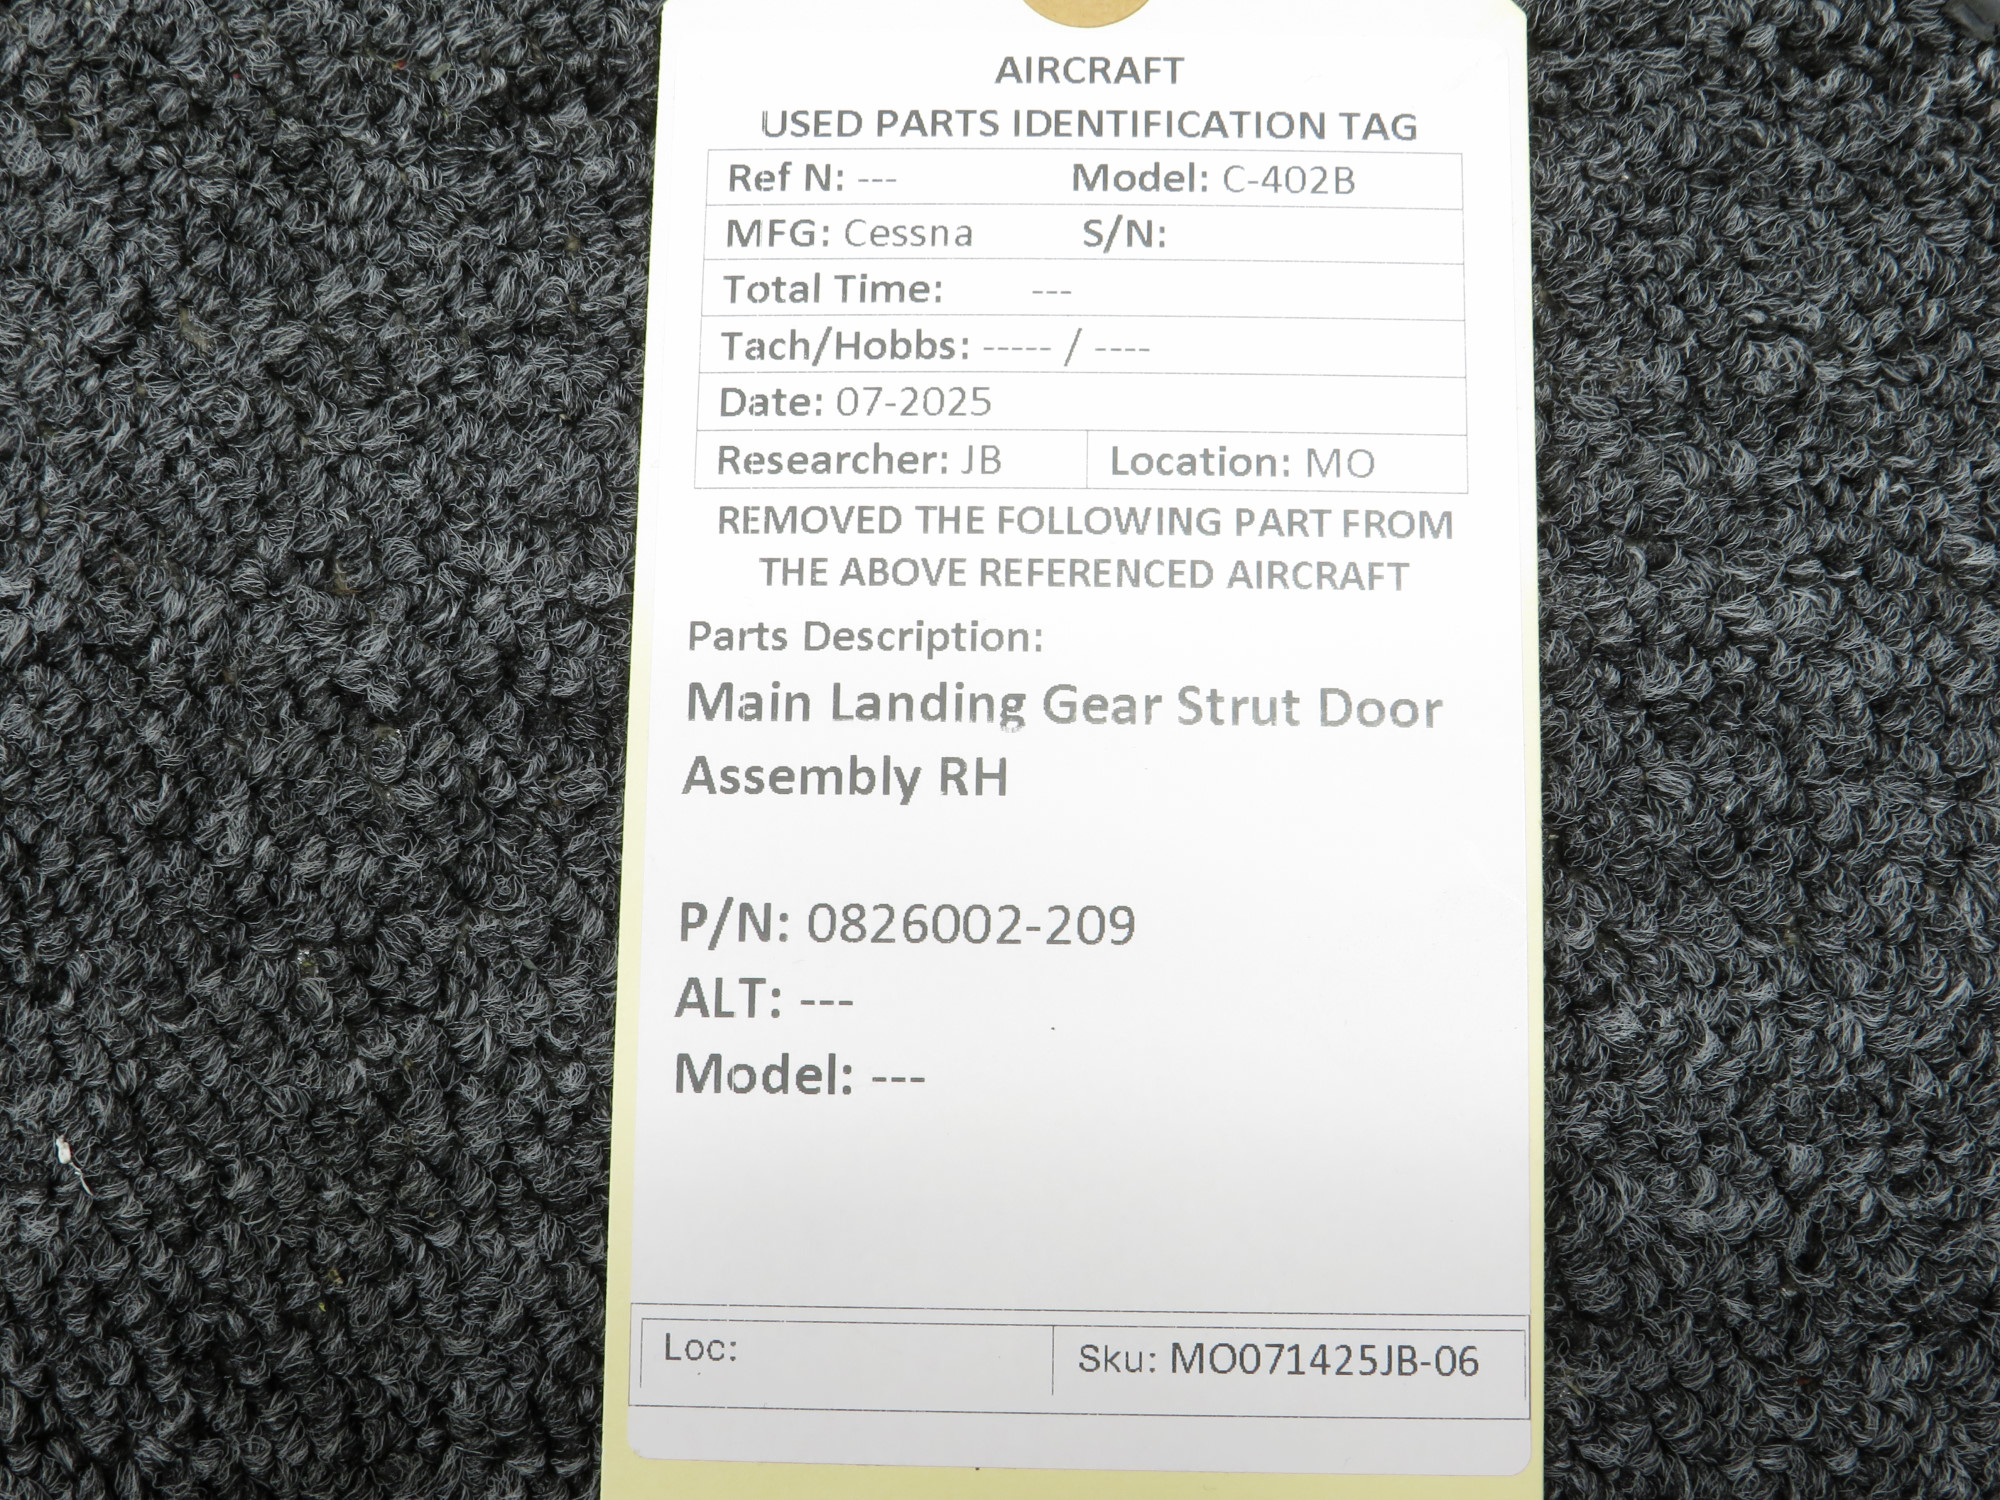 AIRCRAFT
USED PARTS IDENTIFICATION TAG
Ref N: --- Model: C-402B
MFG: Cessna S/N:
Total Time: ---
Tach/Hobbs: ----- / ----
Date: 07-2025
Researcher: JB Location: MO
REMOVED THE FOLLOWING PART FROM
THE ABOVE REFERENCED AIRCRAFT
Parts Description:
Main Landing Gear Strut Door
Assembly RH
P/N: 0826002-209
ALT: ---
Model: ---
Loc: Sku: MO071425JB-06